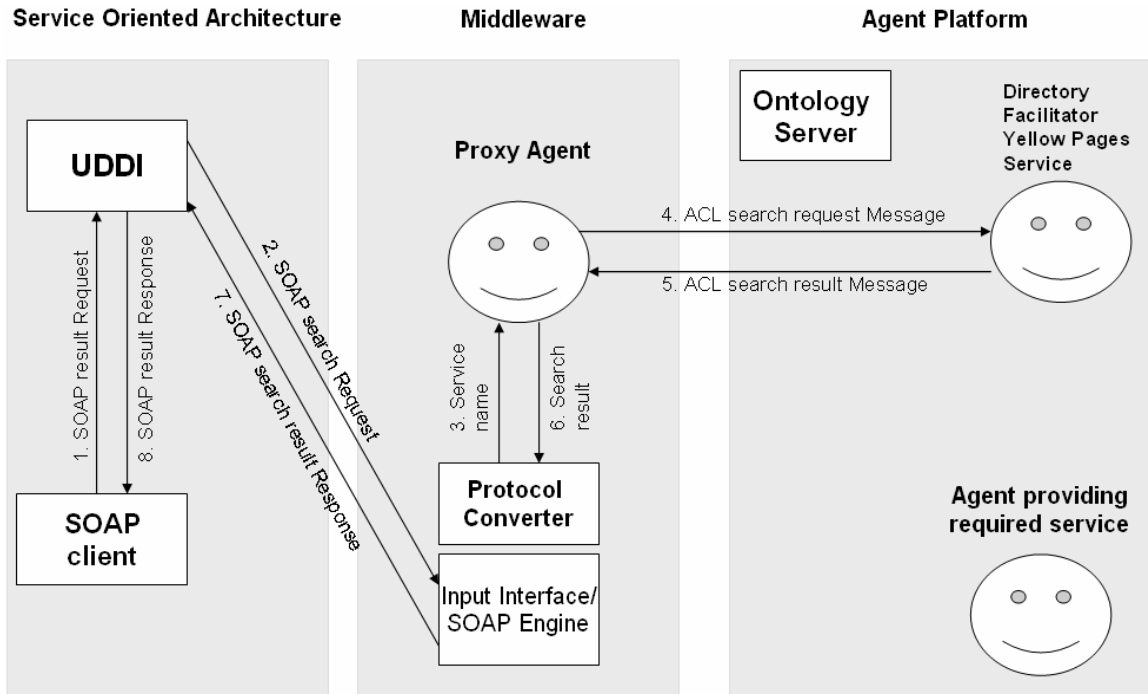 Service Oriented Architecture
Middleware
Agent Platform
UDDI
SOAP
client
1. SOAP result Request
8. SOAP result Response
2. SOAP search Request
7. SOAP search result Response
Proxy Agent
3. Service
name
6. Search
result
Protocol
Converter
Input Interface/
SOAP Engine
4. ACL search request Message
5. ACL search result Message
Ontology
Server
Directory
Facilitator
Yellow Pages
Service
Agent providing
required service